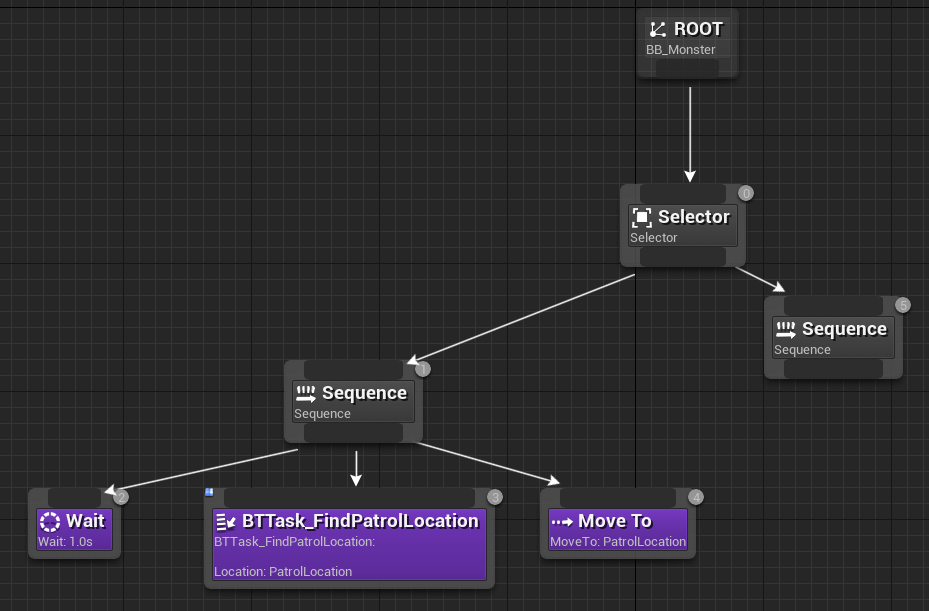 ROOT
BB_Monster
0
Selector
Selector
5
Sequence
Sequence
1
Sequence
Sequence
2
Wait
Wait: 1.0s
3
BTTask_FindPatrolLocation
BTTask_FindPatrolLocation:
Location: PatrolLocation
4
Move To
MoveTo: PatrolLocation